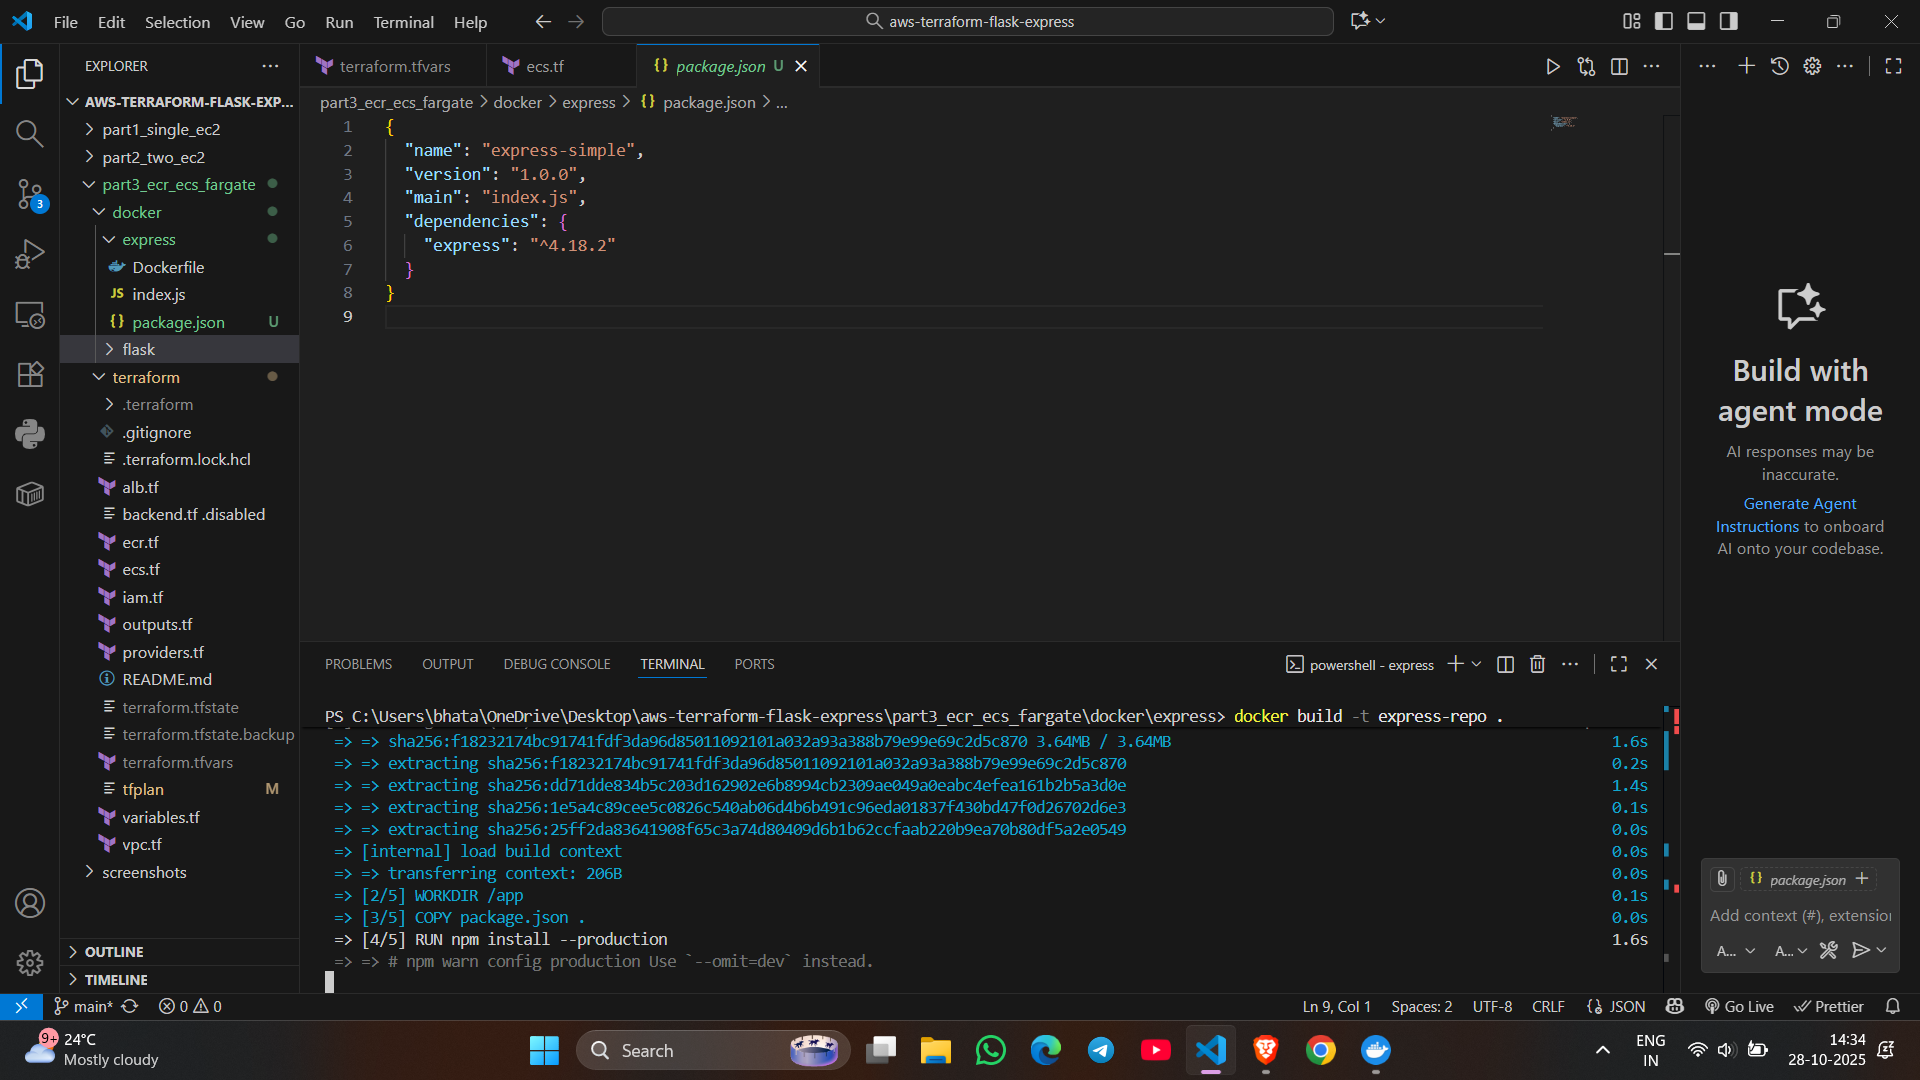 File Edit Selection View Go Run Terminal Help
aws-terraform-flask-express
EXPLORER
AWS-TERRAFORM-FLASK-EXP...
part1_single_ec2
part2_two_ec2
part3_ecr_ecs_fargate
docker
express
Dockerfile
JS index.js
{} package.json U
flask
terraform
.terraform
.gitignore
.terraform.lock.hcl
alb.tf
backend.tf .disabled
ecr.tf
ecs.tf
iam.tf
outputs.tf
providers.tf
README.md
terraform.tfstate
terraform.tfstate.backup
terraform.tfvars
tfplan M
variables.tf
vpc.tf
screenshots
OUTLINE
TIMELINE
3
terraform.tfvars
ecs.tf
{} package.json U
part3_ecr_ecs_fargate > docker > express > {} package.json > ...
1 {
2 "name": "express-simple",
3 "version": "1.0.0",
4 "main": "index.js",
5 "dependencies": {
6 "express": "^4.18.2"
7 }
8 }
9
PROBLEMS OUTPUT DEBUG CONSOLE TERMINAL PORTS
powershell - express
PS C:\Users\bhata\OneDrive\Desktop\aws-terraform-flask-express\part3_ecr_ecs_fargate\docker\express> docker build -t express-repo .
=> => sha256:f18232174bc91741fdf3da96d85011092101a032a93a388b79e99e69c2d5c870 3.64MB / 3.64MB 1.6s
=> => extracting sha256:f18232174bc91741fdf3da96d85011092101a032a93a388b79e99e69c2d5c870 0.2s
=> => extracting sha256:dd71dde834b5c203d162902e6b8994cb2309ae049a0eabc4efea161b2b5a3d0e 1.4s
=> => extracting sha256:1e5a4c89cee5c0826c540ab06d4b6b491c96eda01837f430bd47f0d26702d6e3 0.1s
=> => extracting sha256:25ff2da83641908f65c3a74d80409d6b1b62ccfaab220b9ea70b80df5a2e0549 0.0s
=> [internal] load build context 0.0s
=> => transferring context: 206B 0.0s
=> [2/5] WORKDIR /app 0.1s
=> [3/5] COPY package.json . 0.0s
=> [4/5] RUN npm install --production 1.6s
=> => # npm warn config production Use `--omit=dev` instead.
Build with
agent mode
AI responses may be
inaccurate.
Generate Agent
Instructions to onboard
AI onto your codebase.
{} package.json
Add context (#), extension
A... A...
main* 0 0
Ln 9, Col 1 Spaces: 2 UTF-8 CRLF {} JSON Go Live Prettier
9+ 24°C
Mostly cloudy
Search
ENG
IN
14:34
28-10-2025